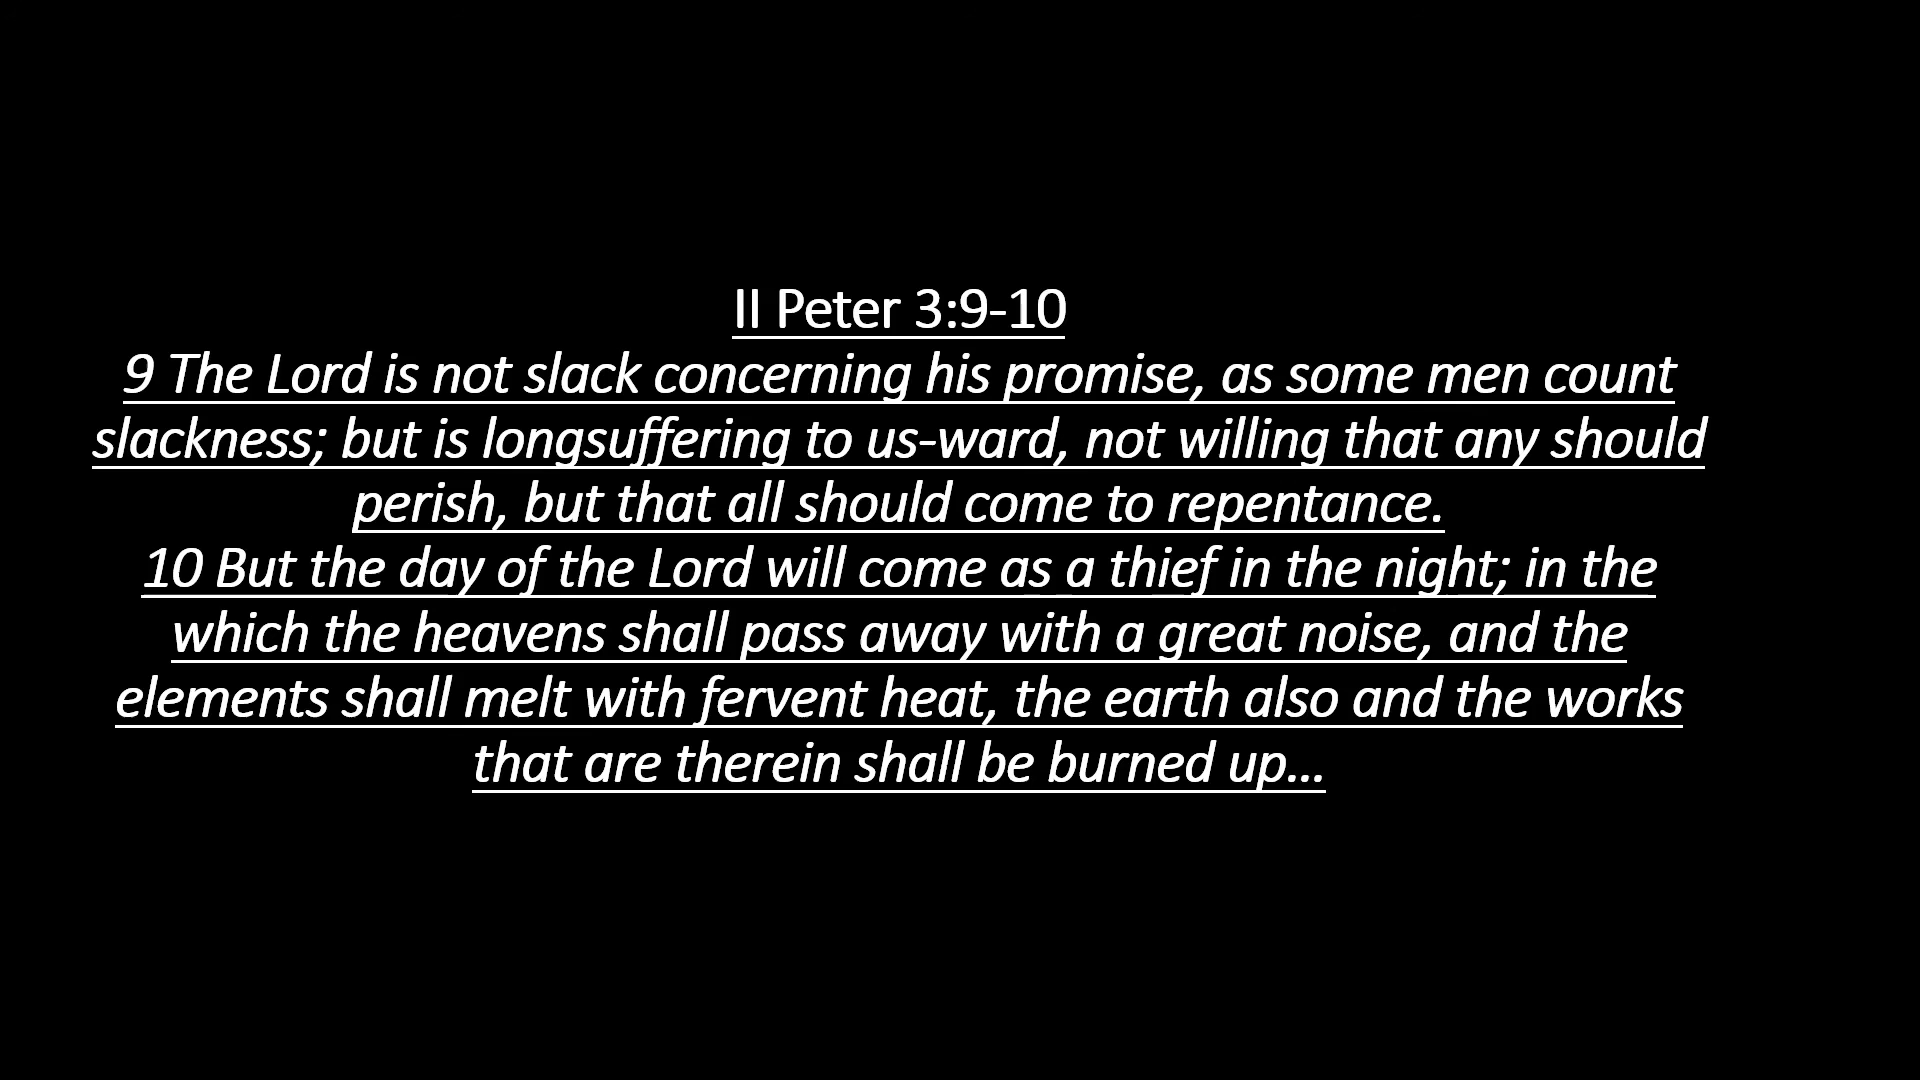 II Peter 3:9-10
9 The Lord is not slack concerning his promise, as some men count
slackness; but is longsuffering to us-ward, not willing that any should
perish, but that all should come to repentance.
10 But the day of the Lord will come as a thief in the night; in the
which the heavens shall pass away with a great noise, and the
elements shall melt with fervent heat, the earth also and the works
that are therein shall be burned up...